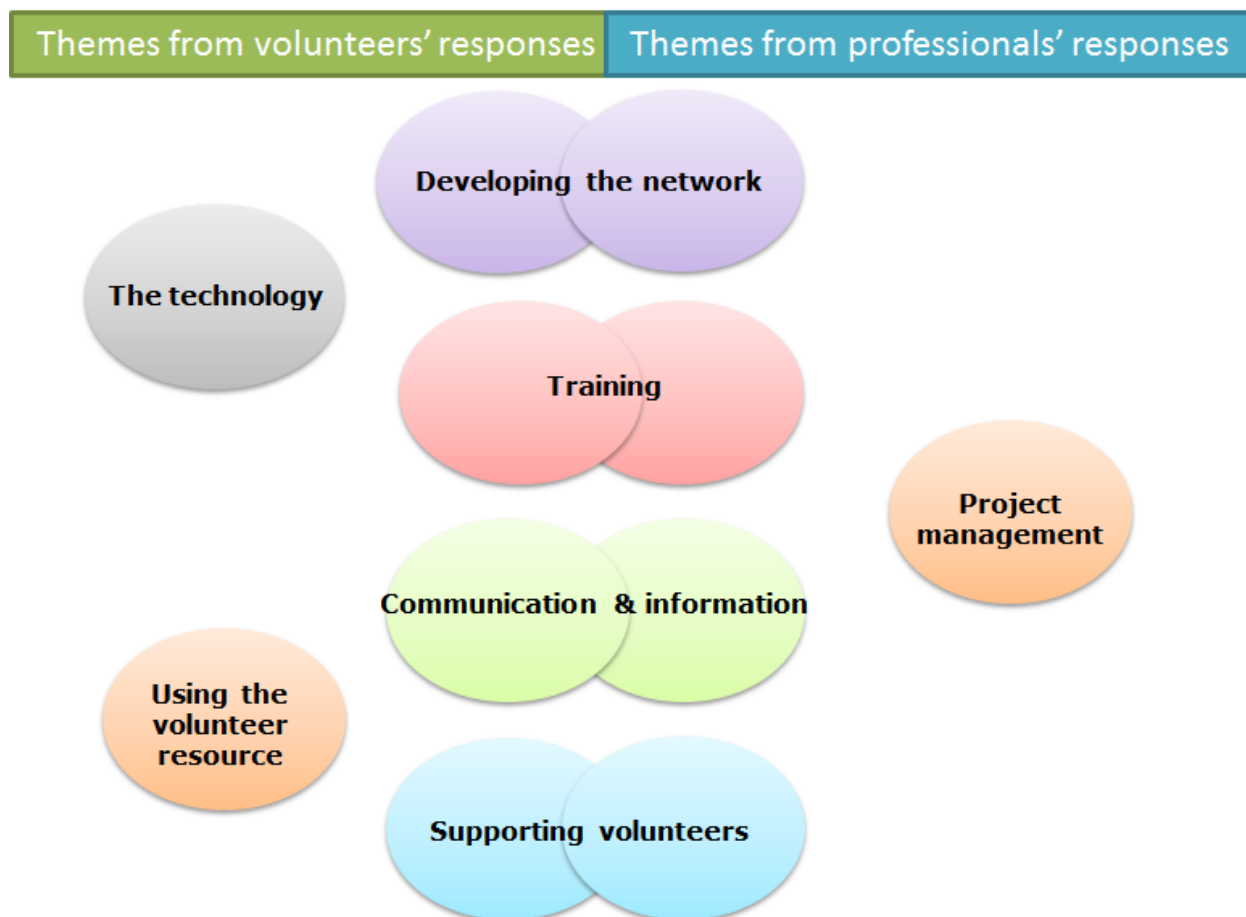 Themes from volunteers' responses
Themes from professionals' responses
Developing the network
The technology
Training
Project
management
Communication & information
Using the
volunteer
resource
Supporting volunteers